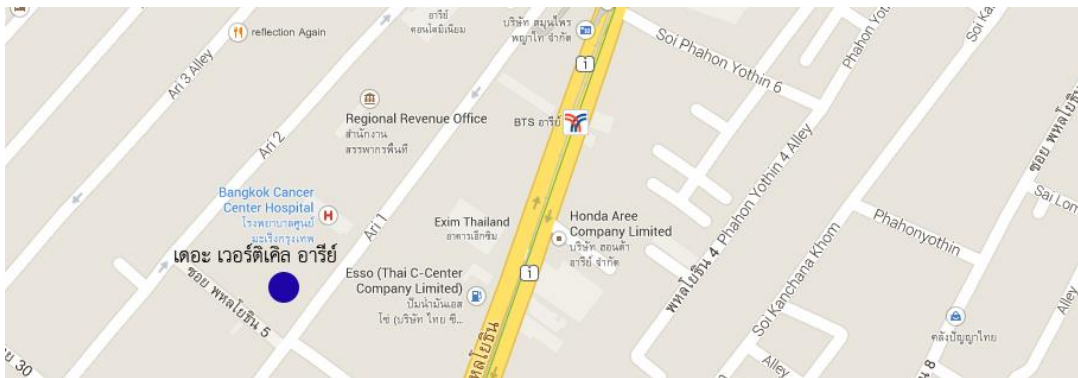 reflection Again
Ari 3 Alley
Ari 2
อารีย์
คอนโดมิเนียม
Regional Revenue Office
สำนักงาน
สรรพากรพื้นที่
Bangkok Cancer
Center Hospital
โรงพยาบาลศูนย์
มะเร็งกรุงเทพ
H
Ari 1
เดอะ เวอร์ติเคิล อารีย์
ซอย พหลโยธิน 5
30
บริษัท สมุนไพร
พญาไท จำกัด
1
BTS อารีย์
Exim Thailand
อาคารเอ็กซิม
Honda Aree
Company Limited
บริษัท ฮอนด้า
อารีย์ จำกัด
1
Esso (Thai C-Center
Company Limited)
ปั๊มน้ำมันเอส
โซ่ (บริษัท ไทย ซี...
หลโยธิน
Soi Phahon Yothin 6
Phahon Yoth
Phahon Yothin 4 Alley
พหลโยธิน 4
Soi Ka
Soi Kanchana Khom
ซอย พหลโยธิน
8
Sai Lom
Phahonyothin
คลังปัญญาไทย
Alley
Alley